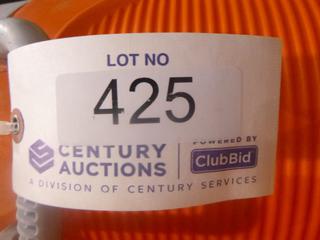 LOT NO
425
CENTURY
AUCTIONS
POWERED BY
ClubBid
A DIVISION OF CENTURY SERVICES